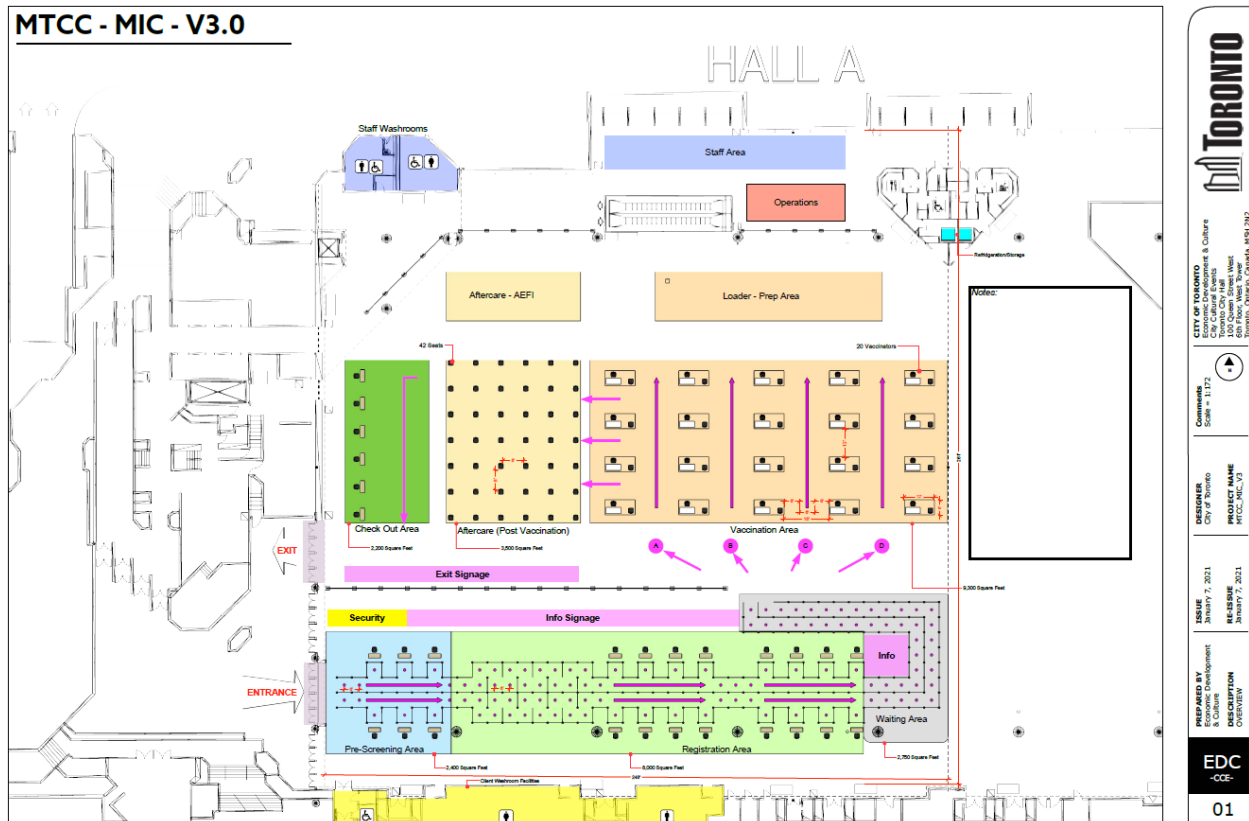 MTCC - MIC - V3.0
HALL A
Staff Washrooms
Staff Area
Operations
Refrigeration/Storage
Aftercare - AEFI
Loader - Prep Area
Notes:
42 Seats
20 Vaccinators
Check Out Area
Aftercare (Post Vaccination)
Vaccination Area
2,200 Square Feet
3,500 Square Feet
EXIT
A
B
C
D
Exit Signage
9,300 Square Feet
Security
Info Signage
Info
ENTRANCE
Waiting Area
Pre-Screening Area
Registration Area
2,750 Square Feet
2,400 Square Feet
6,000 Square Feet
Client Washroom Facilities
TORONTO
CITY OF TORONTO
Economic Development & Culture
City Cultural Events
Toronto City Hall
100 Queen Street West
6th Floor, West Tower
Toronto, Ontario, Canada, M5H 2N2
Comments
Scale = 1:172
DESIGNER
City of Toronto
PROJECT NAME
MTCC_MIC_V3
ISSUE
January 7, 2021
RE-ISSUE
January 7, 2021
PREPARED BY
Economic Development
& Culture
DESCRIPTION
OVERVIEW
EDC
-CCE-
01